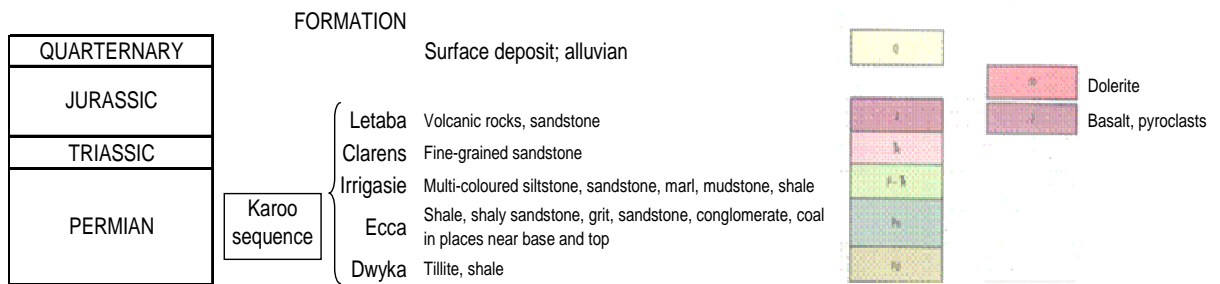 FORMATION
QUARTERNARY
Surface deposit; alluvian
Q
JURASSIC
Dolerite
Letaba Volcanic rocks, sandstone
Basalt, pyroclasts
TRIASSIC
Clarens Fine-grained sandstone
Irrigasie Multi-coloured siltstone, sandstone, marl, mudstone, shale
PERMIAN
Karoo
sequence
Ecca
Shale, shaly sandstone, grit, sandstone, conglomerate, coal
in places near base and top
Dwyka Tillite, shale